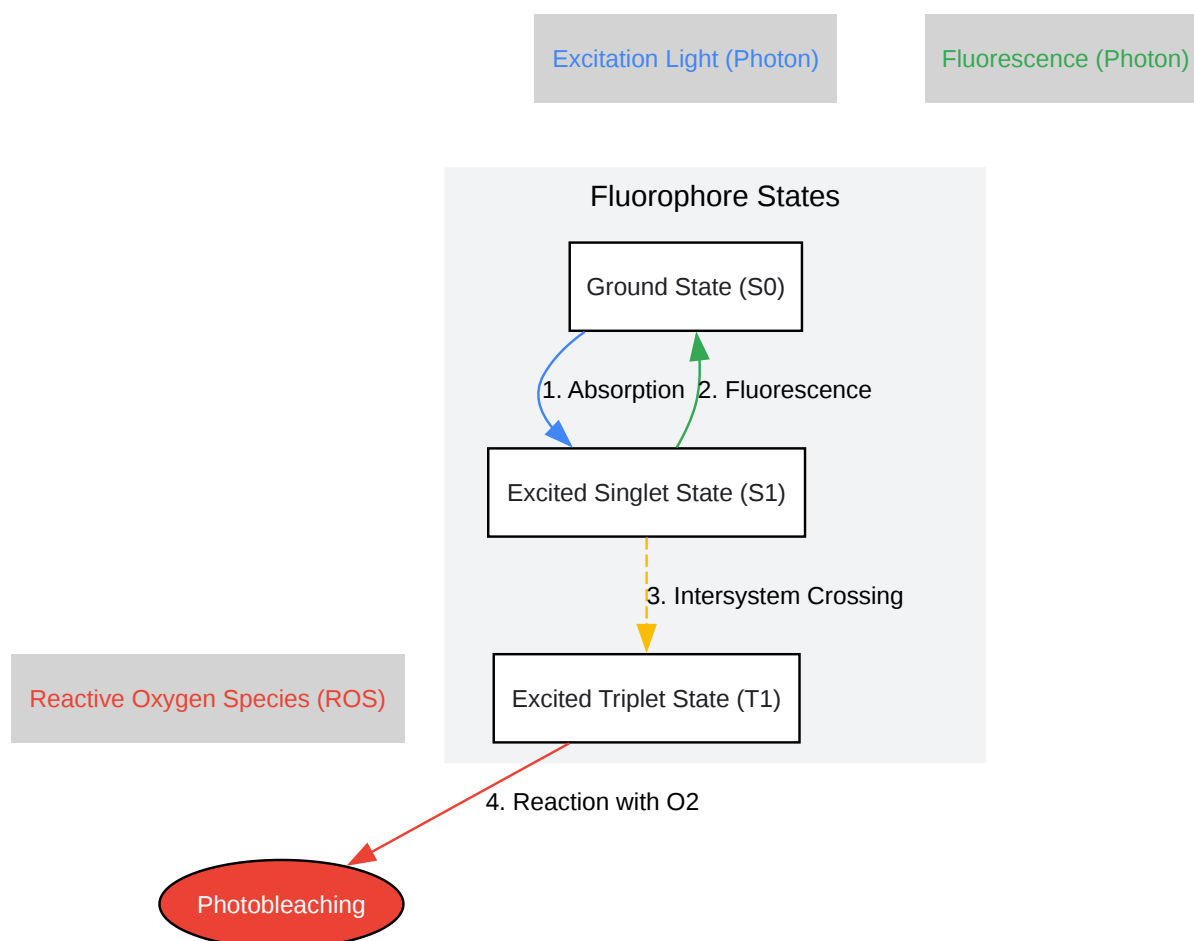 Excitation Light (Photon)
Fluorescence (Photon)
Fluorophore States
Ground State (S0)
1. Absorption
2. Fluorescence
Excited Singlet State (S1)
3. Intersystem Crossing
Reactive Oxygen Species (ROS)
Excited Triplet State (T1)
4. Reaction with O2
Photobleaching